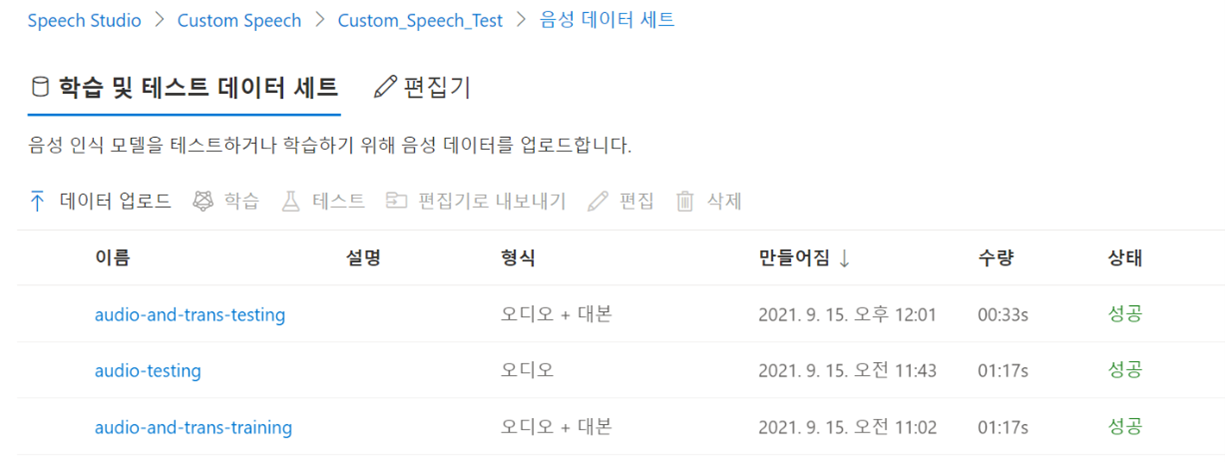 Speech Studio > Custom Speech > Custom_Speech_Test > 음성 데이터 세트
학습 및 테스트 데이터 세트 편집기
음성 인식 모델을 테스트하거나 학습하기 위해 음성 데이터를 업로드합니다.
데이터 업로드 학습 테스트 편집기로 내보내기 편집 삭제
이름 설명 형식 만들어짐 ↓ 수량 상태
audio-and-trans-testing 오디오 + 대본 2021. 9. 15. 오후 12:01 00:33s 성공
audio-testing 오디오 2021. 9. 15. 오전 11:43 01:17s 성공
audio-and-trans-training 오디오 + 대본 2021. 9. 15. 오전 11:02 01:17s 성공